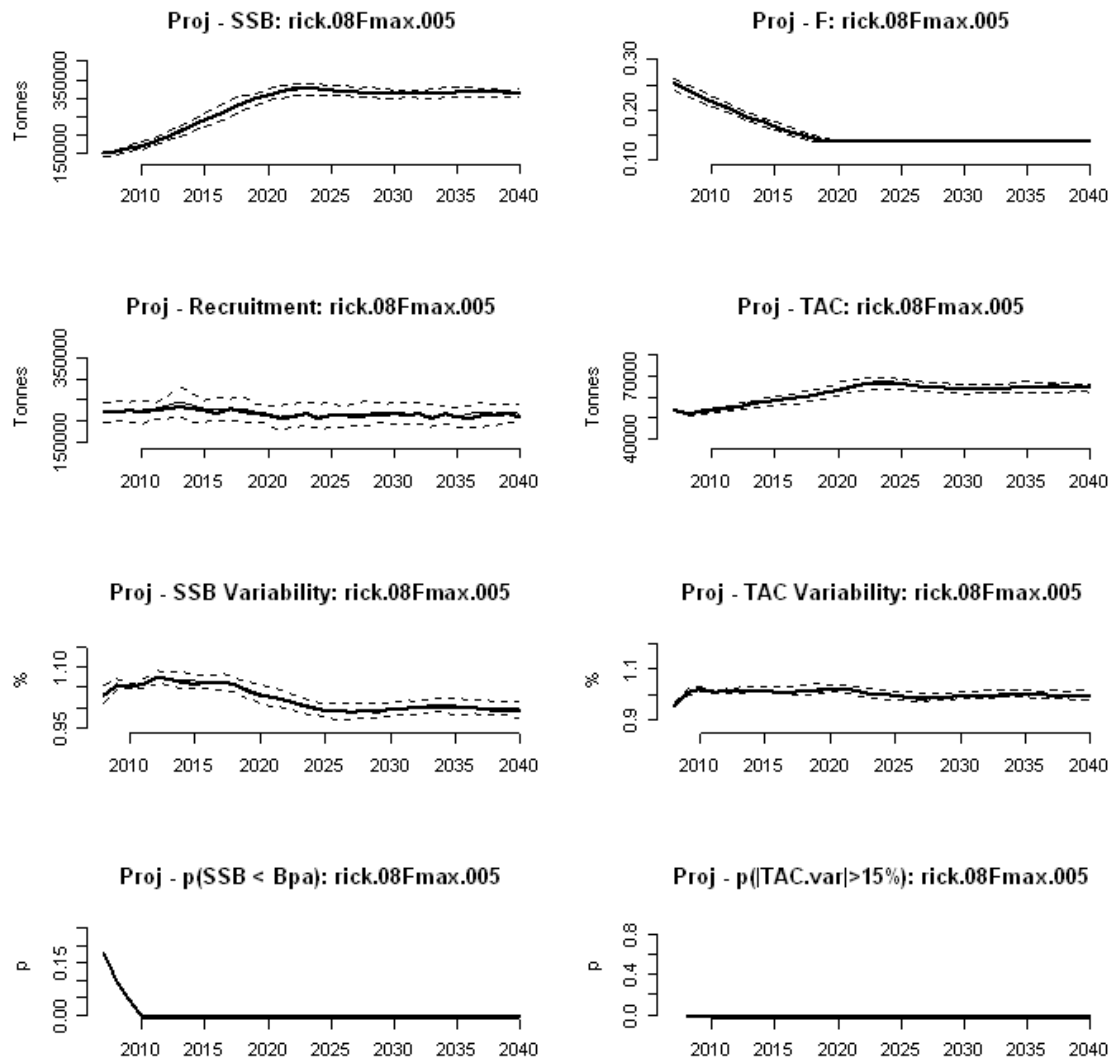 Proj - SSB: rick.08Fmax.005
Tonnes
150000 350000
2010 2015 2020 2025 2030 2035 2040
Proj - F: rick.08Fmax.005
0.10 0.20 0.30
2010 2015 2020 2025 2030 2035 2040
Proj - Recruitment: rick.08Fmax.005
Tonnes
150000 350000
2010 2015 2020 2025 2030 2035 2040
Proj - TAC: rick.08Fmax.005
Tonnes
40000 70000
2010 2015 2020 2025 2030 2035 2040
Proj - SSB Variability: rick.08Fmax.005
%
0.95 1.10
2010 2015 2020 2025 2030 2035 2040
Proj - TAC Variability: rick.08Fmax.005
%
0.9 1.1
2010 2015 2020 2025 2030 2035 2040
Proj - p(SSB < Bpa): rick.08Fmax.005
p
0.00 0.15
2010 2015 2020 2025 2030 2035 2040
Proj - p(|TAC.var|>15%): rick.08Fmax.005
p
0.0 0.4 0.8
2010 2015 2020 2025 2030 2035 2040